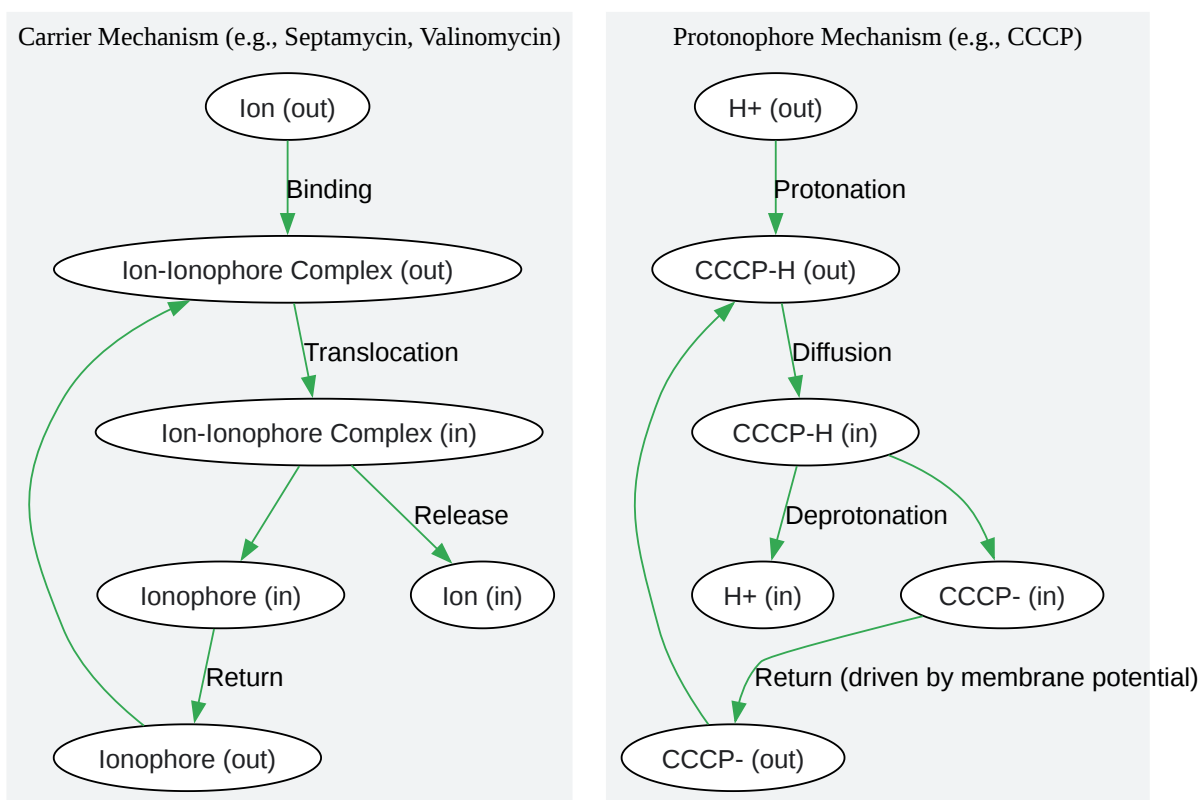 Carrier Mechanism (e.g., Septamycin, Valinomycin)
Ion (out)
Binding
Ion-Ionophore Complex (out)
Translocation
Ion-Ionophore Complex (in)
Release
Ionophore (in)
Ion (in)
Return
Ionophore (out)
Protonophore Mechanism (e.g., CCCP)
H+ (out)
Protonation
CCCP-H (out)
Diffusion
CCCP-H (in)
Deprotonation
H+ (in)
CCCP- (in)
Return (driven by membrane potential)
CCCP- (out)